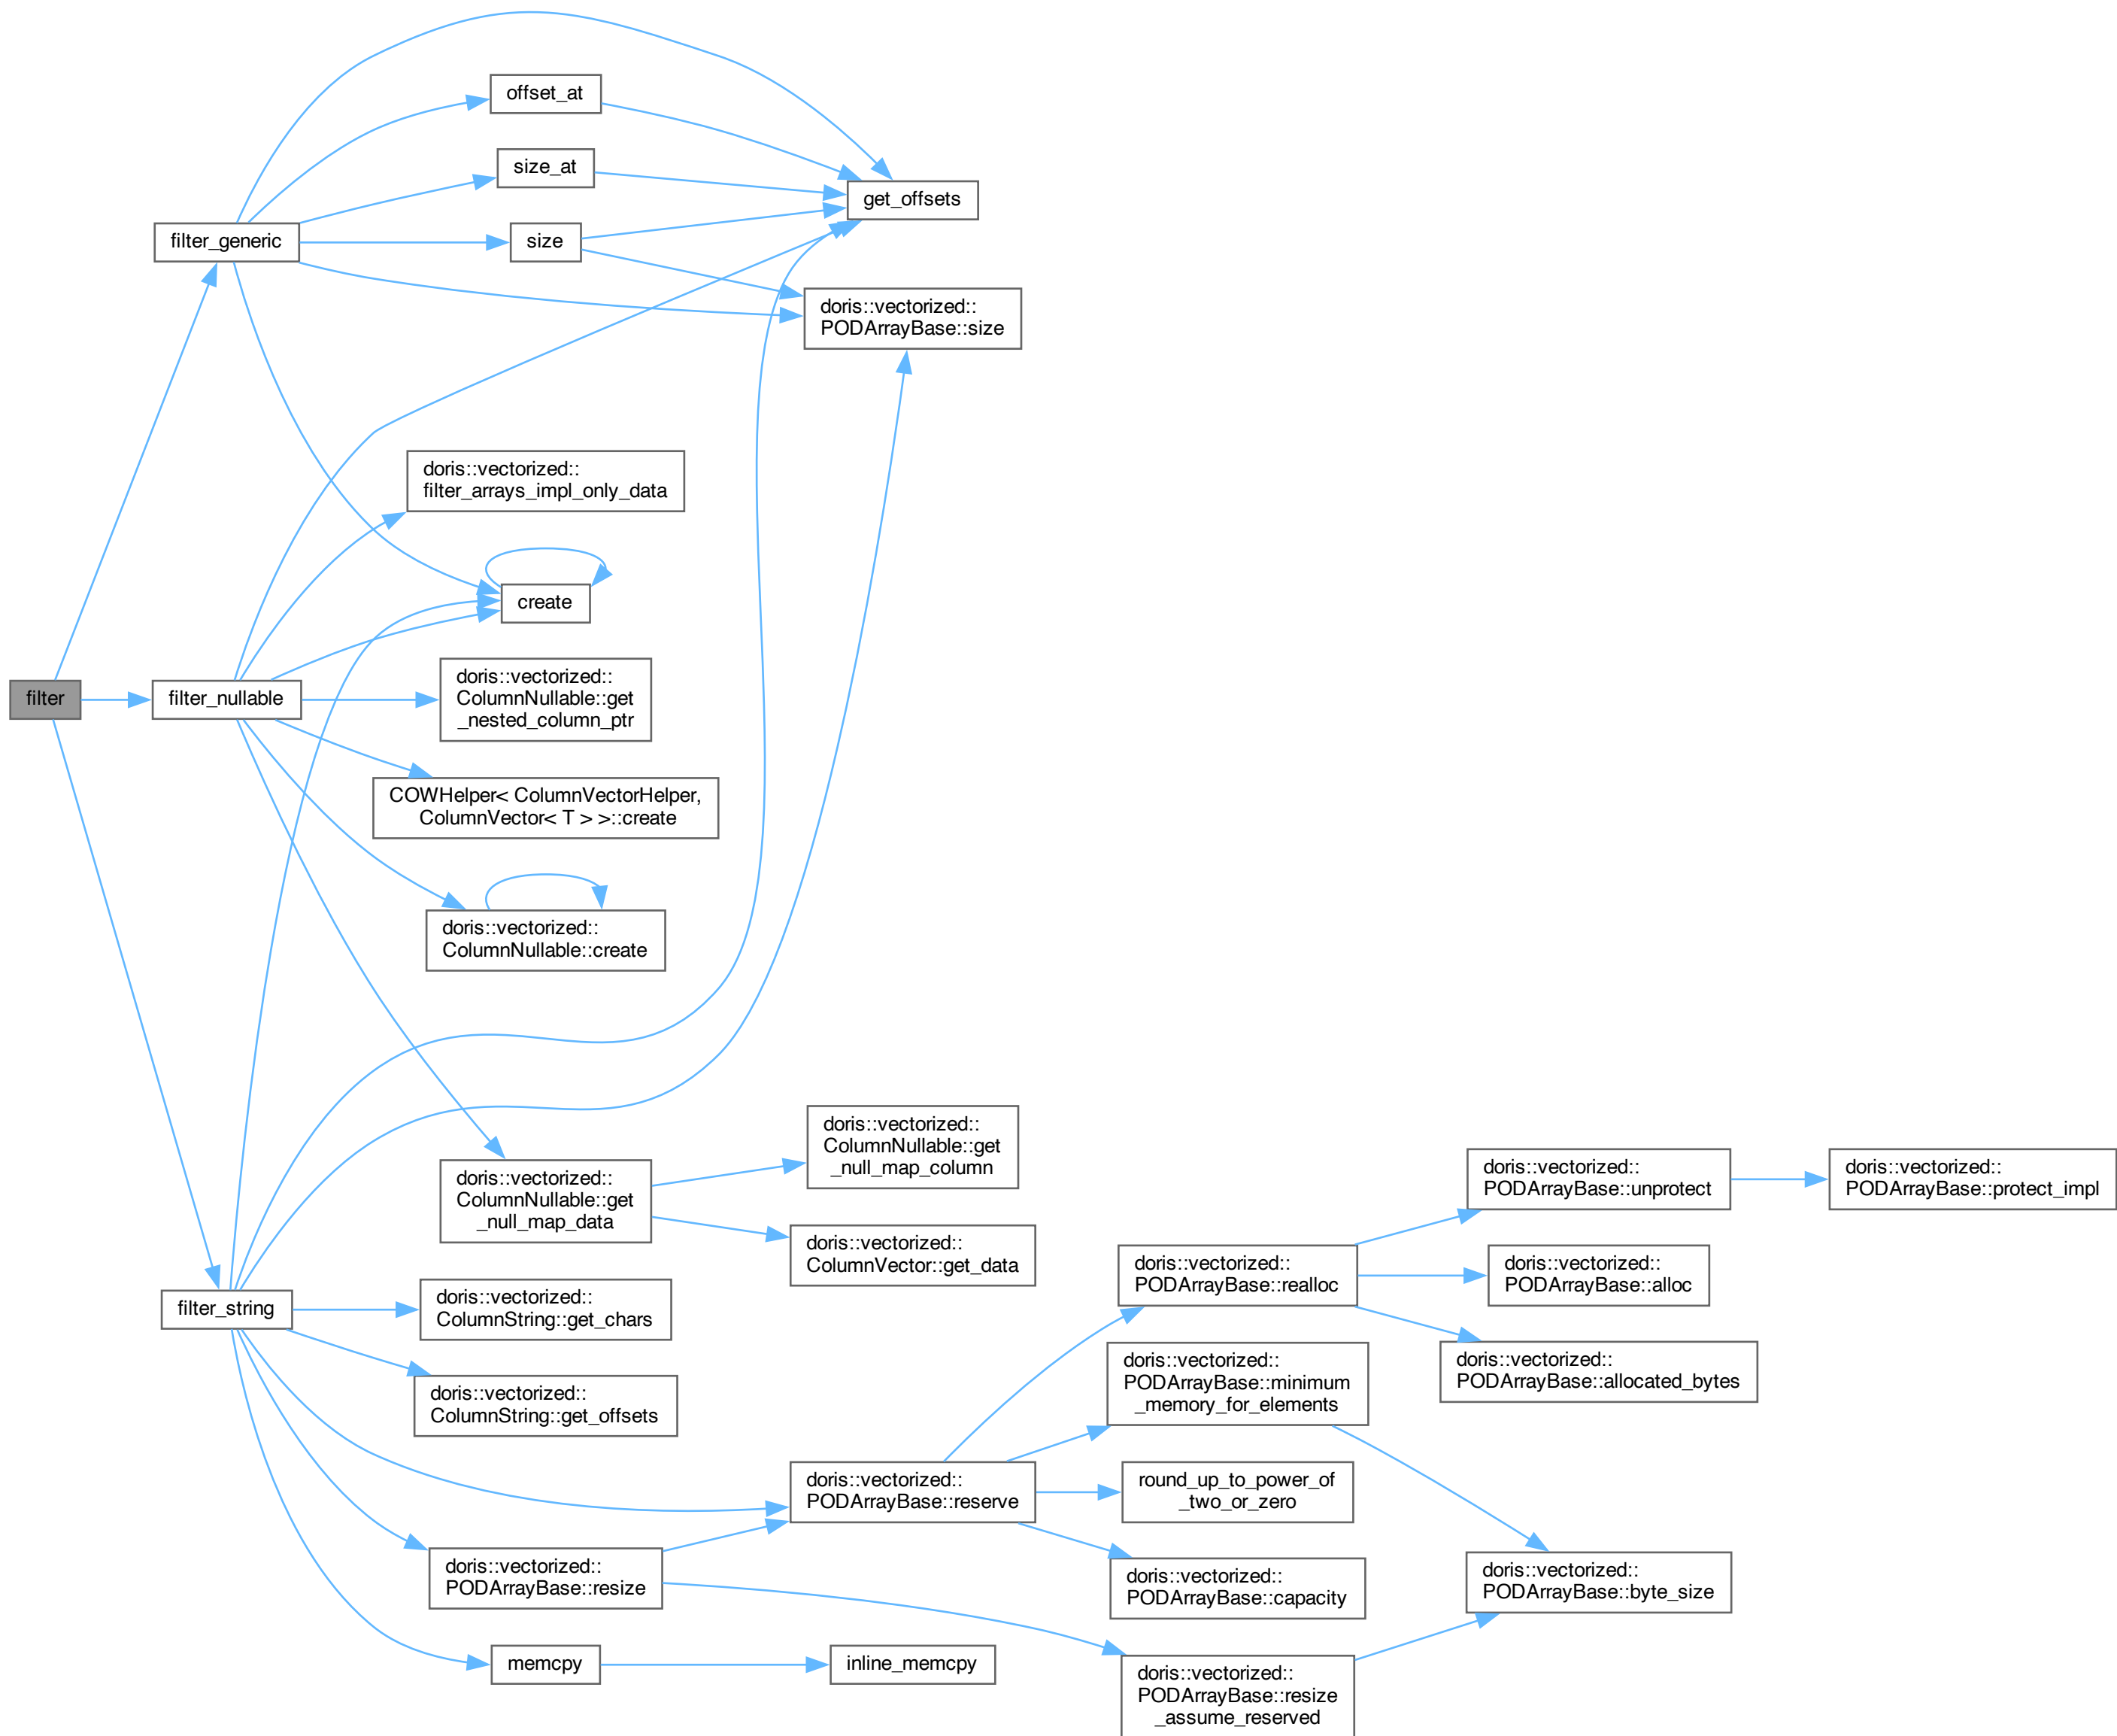 offset_at
size_at
get_offsets
filter_generic
size
doris::vectorized::
PODArrayBase::size
doris::vectorized::
filter_arrays_impl_only_data
create
filter
filter_nullable
doris::vectorized::
ColumnNullable::get
_nested_column_ptr
COWHelper< ColumnVectorHelper,
ColumnVector< T > >::create
doris::vectorized::
ColumnNullable::create
doris::vectorized::
ColumnNullable::get
_null_map_column
doris::vectorized::
ColumnNullable::get
_null_map_data
doris::vectorized::
ColumnVector::get_data
doris::vectorized::
PODArrayBase::unprotect
doris::vectorized::
PODArrayBase::protect_impl
doris::vectorized::
PODArrayBase::realloc
doris::vectorized::
PODArrayBase::alloc
doris::vectorized::
PODArrayBase::allocated_bytes
filter_string
doris::vectorized::
ColumnString::get_chars
doris::vectorized::
ColumnString::get_offsets
doris::vectorized::
PODArrayBase::minimum
_memory_for_elements
doris::vectorized::
PODArrayBase::reserve
round_up_to_power_of
_two_or_zero
doris::vectorized::
PODArrayBase::capacity
doris::vectorized::
PODArrayBase::resize
doris::vectorized::
PODArrayBase::byte_size
memcpy
inline_memcpy
doris::vectorized::
PODArrayBase::resize
_assume_reserved